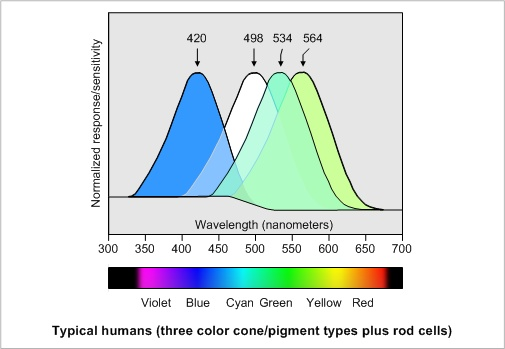 420 498 534 564
Normalized response/sensitivity
Wavelength (nanometers)
300 350 400 450 500 550 600 650 700
Violet Blue Cyan Green Yellow Red
Typical humans (three color cone/pigment types plus rod cells)